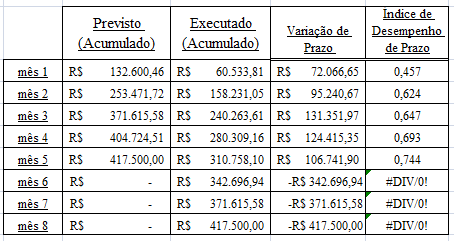 Previsto (Acumulado) Executado (Acumulado) Variação de Prazo Índice de Desempenho de Prazo
mês 1 R$ 132.600,46 R$ 60.533,81 R$ 72.066,65 0,457
mês 2 R$ 253.471,72 R$ 158.231,05 R$ 95.240,67 0,624
mês 3 R$ 371.615,58 R$ 240.263,61 R$ 131.351,97 0,647
mês 4 R$ 404.724,51 R$ 280.309,16 R$ 124.415,35 0,693
mês 5 R$ 417.500,00 R$ 310.758,10 R$ 106.741,90 0,744
mês 6 R$ - R$ 342.696,94 -R$ 342.696,94 #DIV/0!
mês 7 R$ - R$ 371.615,58 -R$ 371.615,58 #DIV/0!
mês 8 R$ - R$ 417.500,00 -R$ 417.500,00 #DIV/0!